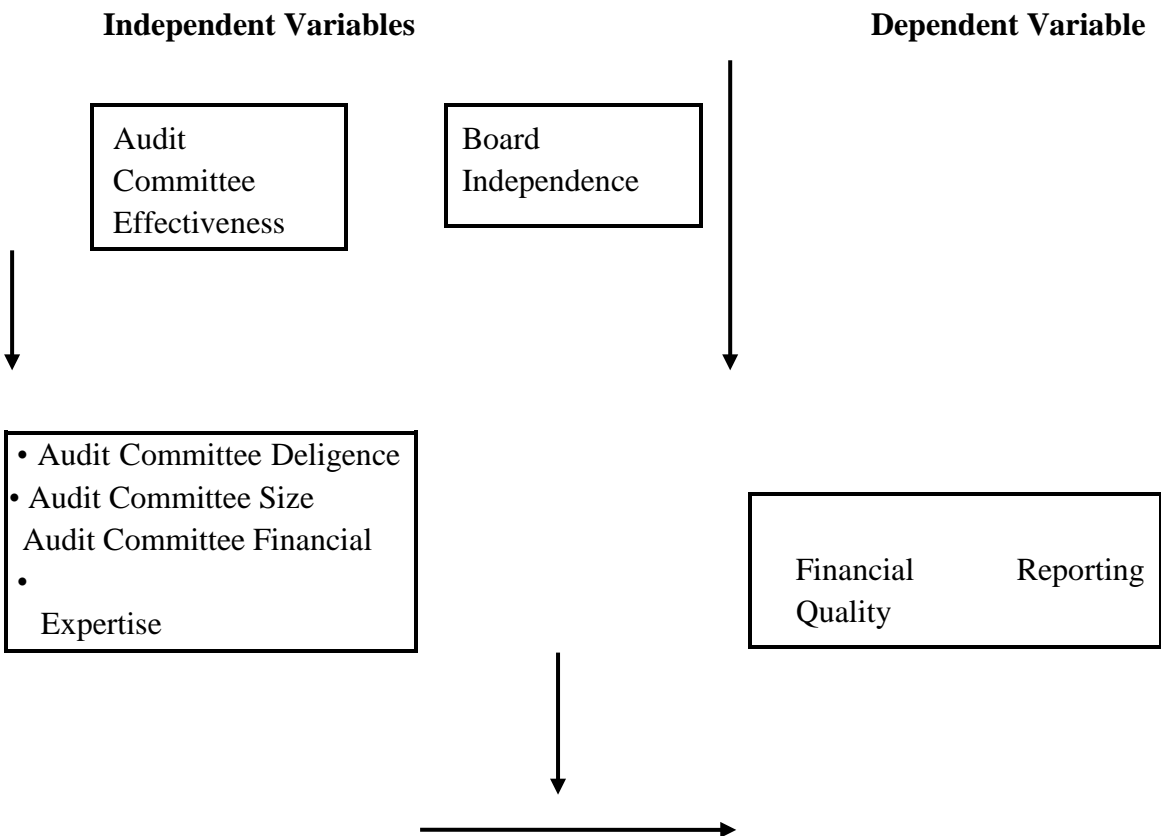 Independent Variables
Dependent Variable
Audit
Committee
Effectiveness
Board
Independence
• Audit Committee Deligence
• Audit Committee Size
Audit Committee Financial
•
Expertise
Financial Reporting
Quality